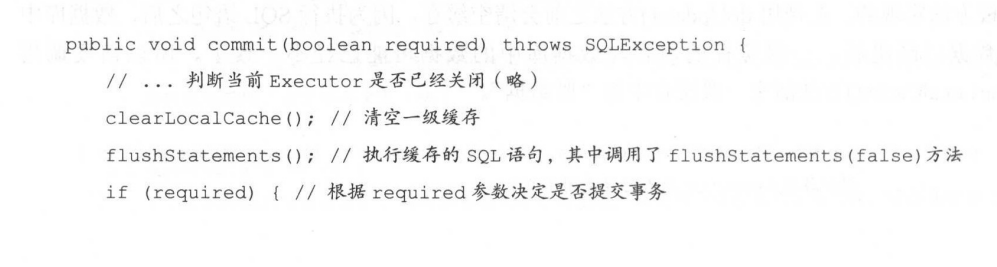 public void commit(boolean required) throws SQLException {
// ... 判断当前 Executor 是否已经关闭（略）
clearLocalCache(); // 清空一级缓存
flushStatements(); // 执行缓存的 SQL 语句，其中调用了 flushStatements(false)方法
if (required) { // 根据 required 参数决定是否提交事务